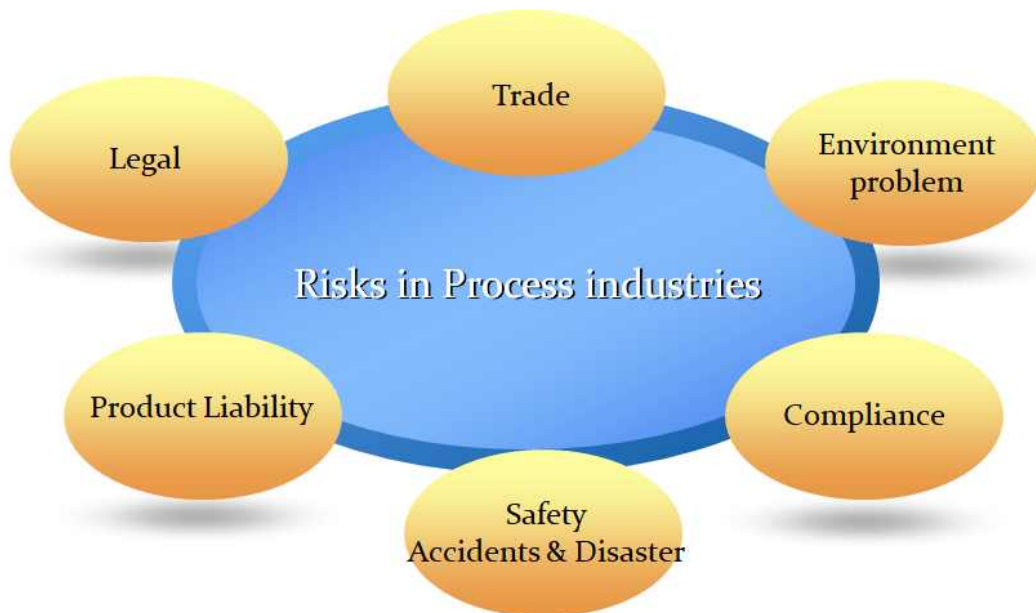 Trade
Legal
Environment
problem
Risks in Process industries
Product Liability
Compliance
Safety
Accidents & Disaster